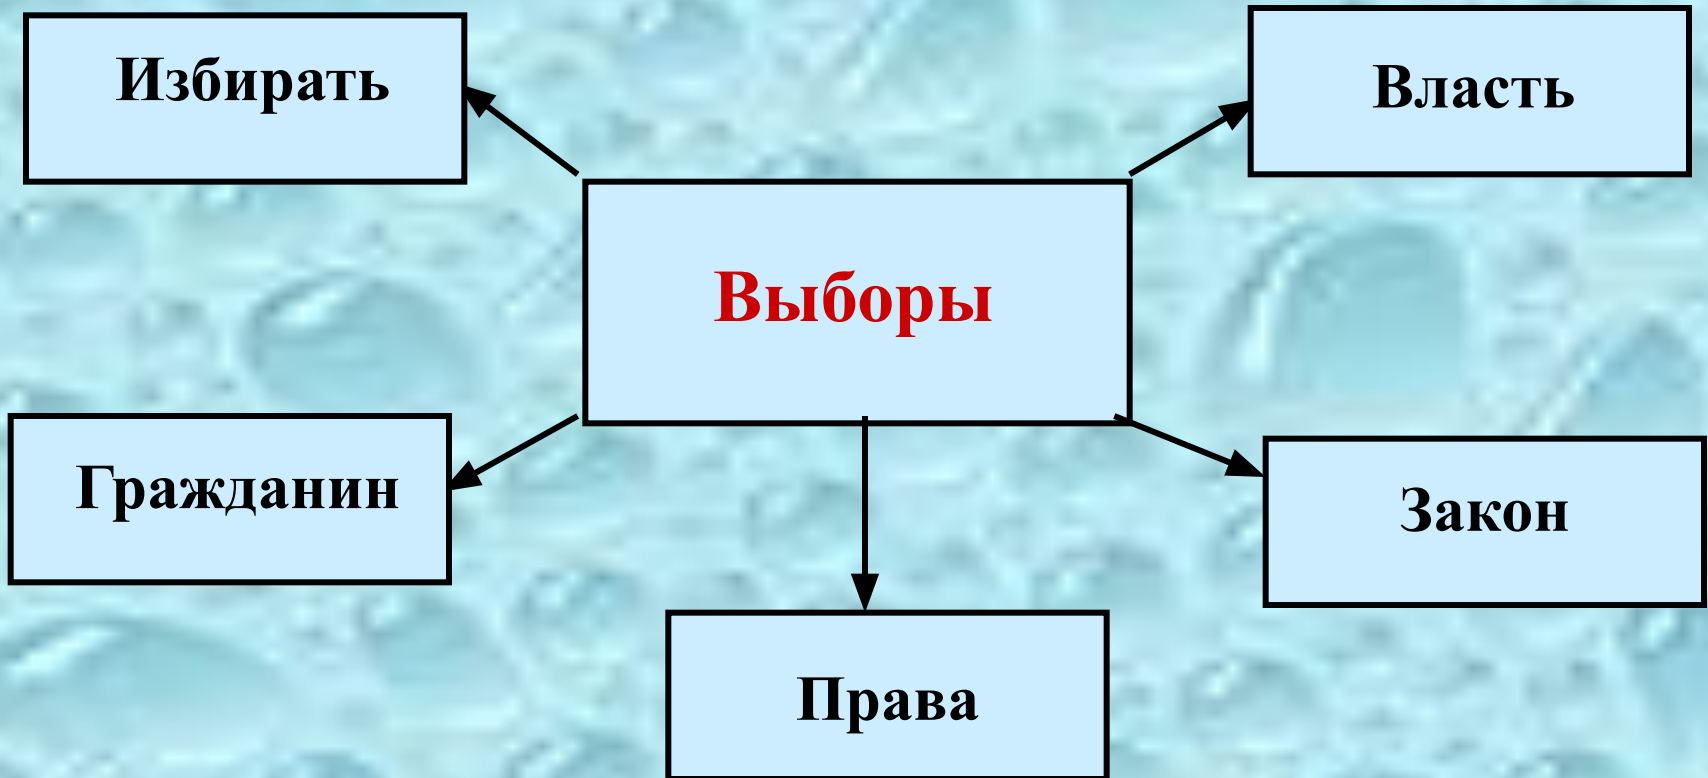 Избирать
Власть
Выборы
Гражданин
Закон
Права